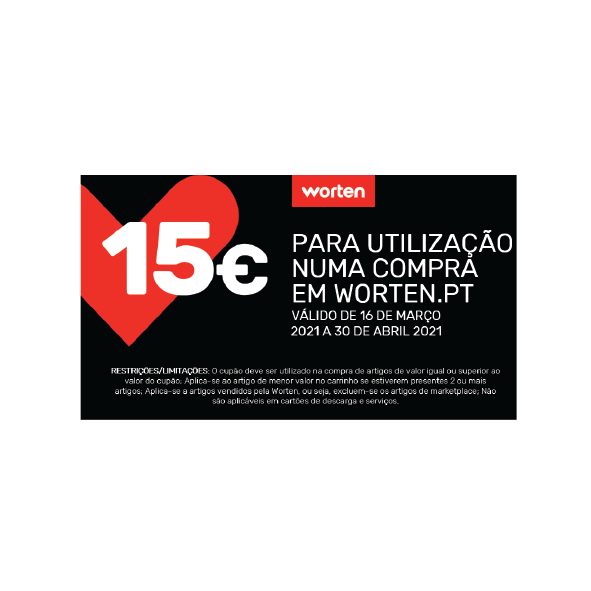 worten
15€
PARA UTILIZAÇÃO
NUMA COMPRA
EM WORTEN.PT
VÁLIDO DE 16 DE MARÇO
2021 A 30 DE ABRIL 2021
RESTRIÇÕES/LIMITAÇÕES: O cupão deve ser utilizado na compra de artigos de valor igual ou superior ao
valor do cupão; Aplica-se ao artigo de menor valor no carrinho se estiverem presentes 2 ou mais
artigos; Aplica-se a artigos vendidos pela Worten, ou seja, excluem-se os artigos de marketplace; Não
são aplicáveis em cartões de descarga e serviços.